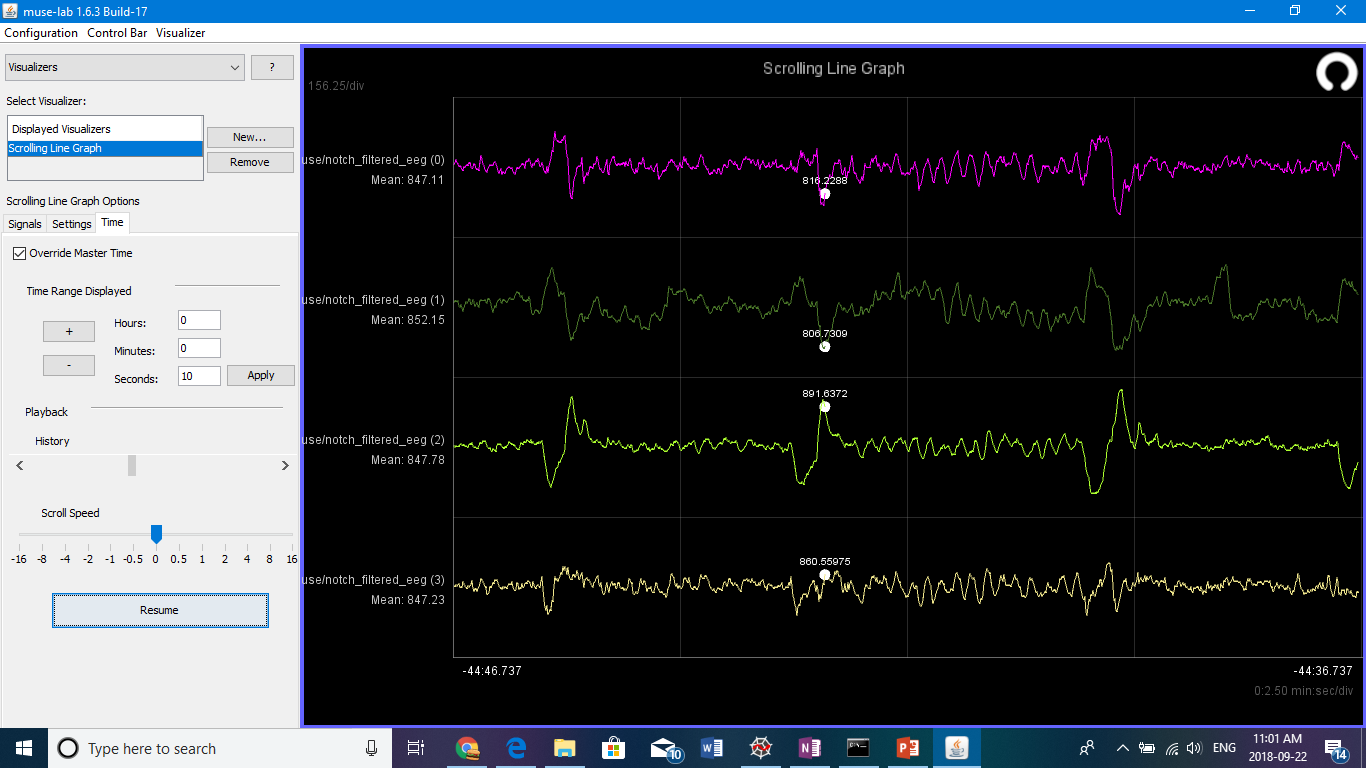 muse-lab 1.6.3 Build-17
Configuration Control Bar Visualizer
Visualizers
?
Select Visualizer:
Displayed Visualizers
Scrolling Line Graph
New...
Remove
Scrolling Line Graph Options
Signals Settings Time
Override Master Time
Time Range Displayed
+
-
Hours: 0
Minutes: 0
Seconds: 10 Apply
Playback
History
< >
Scroll Speed
-16 -8 -4 -2 -1 -0.5 0 0.5 1 2 4 8 16
Resume
Scrolling Line Graph
156.25/div
use/notch_filtered_eeg (0)
Mean: 847.11
816.2288
use/notch_filtered_eeg (1)
Mean: 852.15
806.7309
891.6372
use/notch_filtered_eeg (2)
Mean: 847.78
860.55975
use/notch_filtered_eeg (3)
Mean: 847.23
-44:46.737 -44:36.737
0:2.50 min:sec/div
Type here to search
10
ENG
11:01 AM
2018-09-22
14